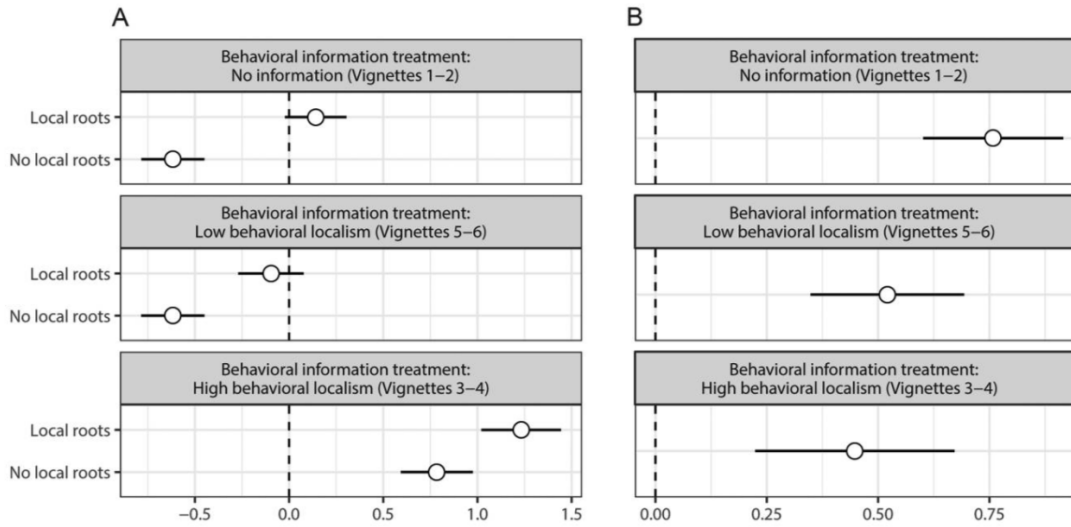 A
Behavioral information treatment:
No information (Vignettes 1–2)
Local roots
No local roots
Behavioral information treatment:
Low behavioral localism (Vignettes 5–6)
Local roots
No local roots
Behavioral information treatment:
High behavioral localism (Vignettes 3–4)
Local roots
No local roots
−0.5 0.0 0.5 1.0 1.5
B
Behavioral information treatment:
No information (Vignettes 1–2)
Behavioral information treatment:
Low behavioral localism (Vignettes 5–6)
Behavioral information treatment:
High behavioral localism (Vignettes 3–4)
0.00 0.25 0.50 0.75